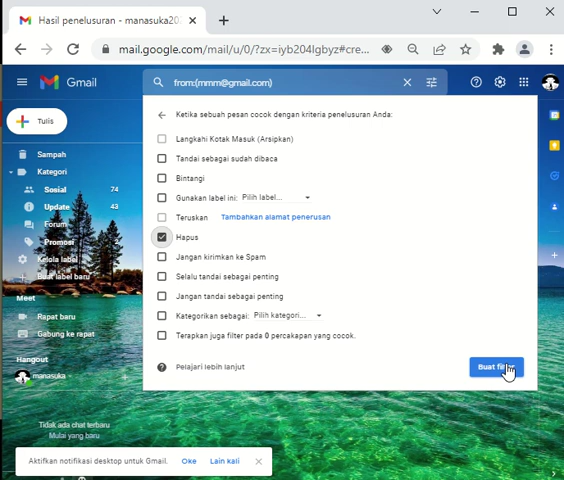 Hasil penelusuran - manasuka20
mail.google.com/mail/u/0/?zx=iyb204lgbyz#cre...
Gmail
from:(mmm@gmail.com)
Tulis
Ketika sebuah pesan cocok dengan kriteria penelusuran Anda:
Langkahi Kotak Masuk (Arsipkan)
Sampah
Tandai sebagai sudah dibaca
Kategori
Bintangi
Sosial 74
Gunakan label ini: Pilih label...
Update 43
Teruskan Tambahkan alamat penerusan
Forum
Hapus
Promosi
Jangan kirimkan ke Spam
Kelola label
Selalu tandai sebagai penting
Buat label baru
Jangan tandai sebagai penting
Meet
Kategorikan sebagai: Pilih kategori...
Rapat baru
Terapkan juga filter pada 0 percakapan yang cocok.
Gabung ke rapat
Hangout
Pelajari lebih lanjut
Buat filter
manasuka
Tidak ada chat terbaru
Mulai yang baru
Aktifkan notifikasi desktop untuk Gmail. Oke Lain kali